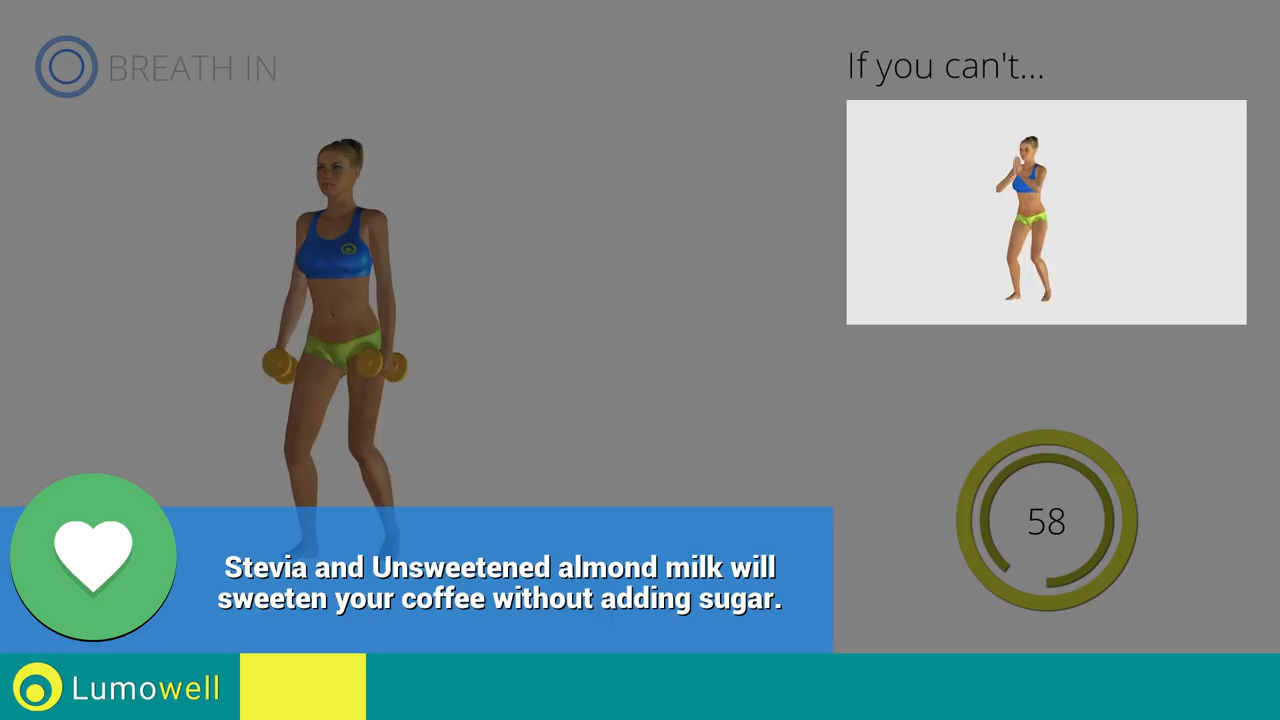 BREATH IN
If you can't...
58
Stevia and Unsweetened almond milk will
sweeten your coffee without adding sugar.
Lumowell